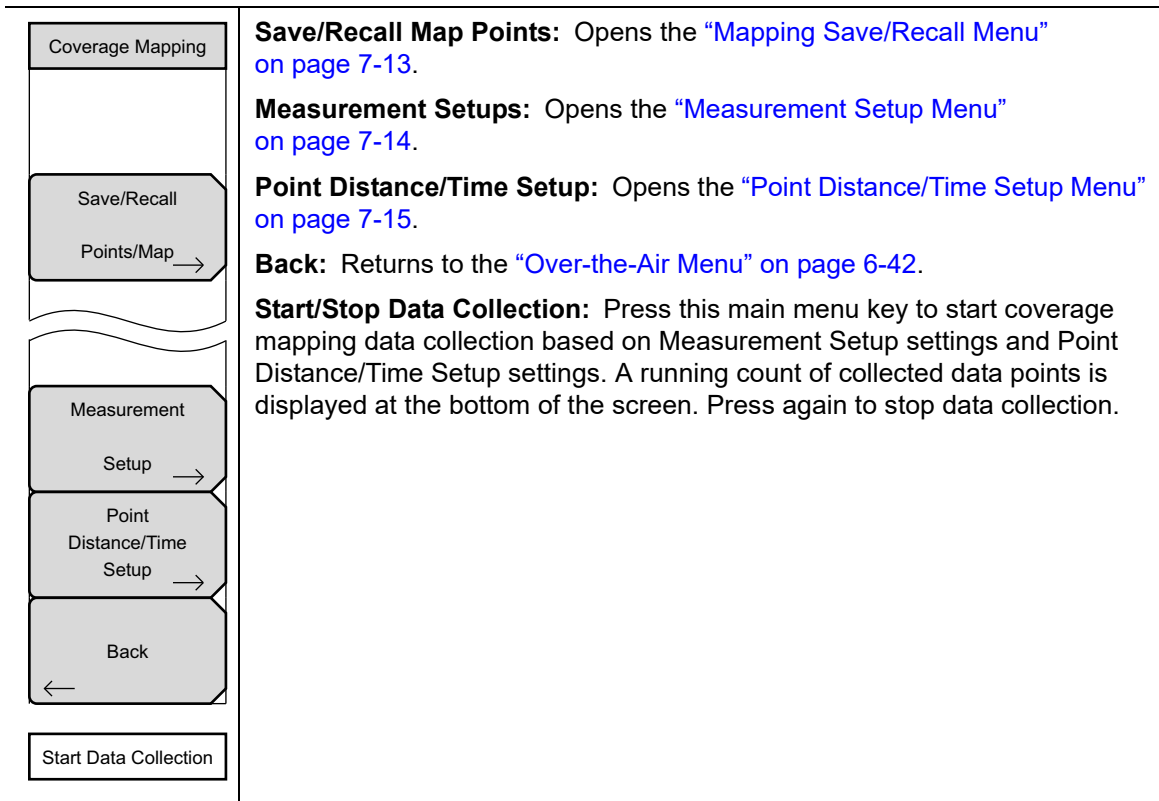 Coverage Mapping
Save/Recall
Points/Map
Measurement
Setup
Point
Distance/Time
Setup
Back
Start Data Collection
Save/Recall Map Points: Opens the “Mapping Save/Recall Menu”
on page 7-13.
Measurement Setups: Opens the “Measurement Setup Menu”
on page 7-14.
Point Distance/Time Setup: Opens the “Point Distance/Time Setup Menu”
on page 7-15.
Back: Returns to the “Over-the-Air Menu” on page 6-42.
Start/Stop Data Collection: Press this main menu key to start coverage
mapping data collection based on Measurement Setup settings and Point
Distance/Time Setup settings. A running count of collected data points is
displayed at the bottom of the screen. Press again to stop data collection.